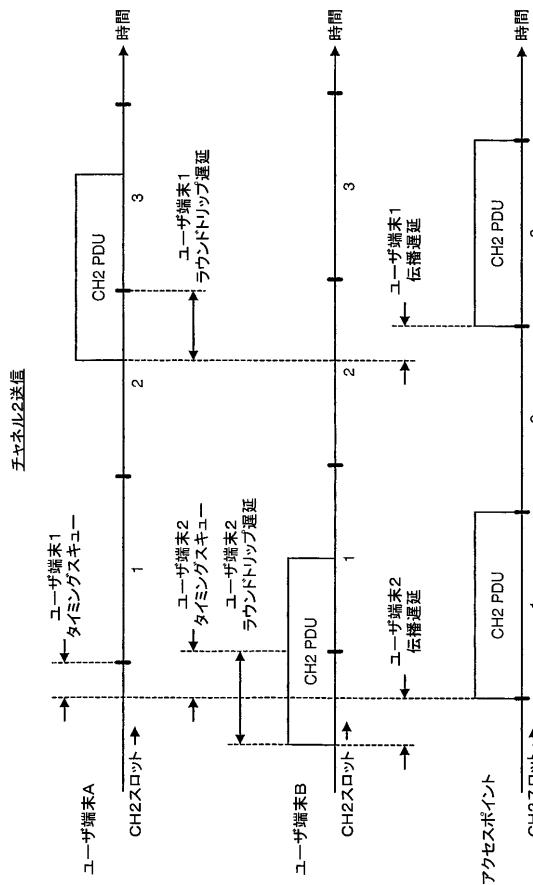 チャネル2送信
ユーザ端末1
タイミングスキュー
ユーザ端末A
CH2スロット
1
2
3
CH2 PDU
時間
ユーザ端末1
ラウンドトリップ遅延
ユーザ端末2
タイミングスキュー
ユーザ端末2
ラウンドトリップ遅延
ユーザ端末B
CH2スロット
CH2 PDU
1
2
3
時間
ユーザ端末2
伝播遅延
ユーザ端末1
伝播遅延
アクセスポイント
CH2 PDU
CH2 PDU
時間
CH2スロット